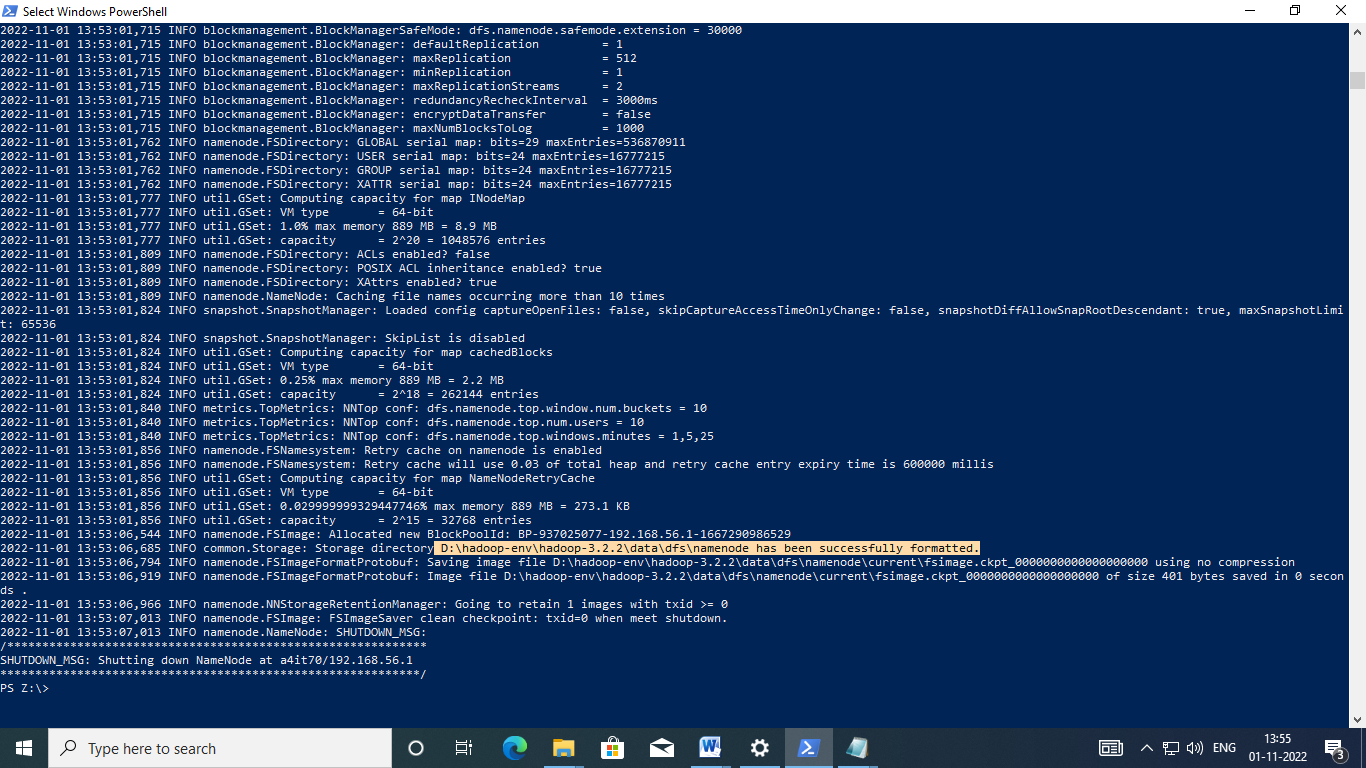 Select Windows PowerShell
2022-11-01 13:53:01,715 INFO blockmanagement.BlockManagerSafeMode: dfs.namenode.safemode.extension = 30000
2022-11-01 13:53:01,715 INFO blockmanagement.BlockManager: defaultReplication         = 1
2022-11-01 13:53:01,715 INFO blockmanagement.BlockManager: maxReplication             = 512
2022-11-01 13:53:01,715 INFO blockmanagement.BlockManager: minReplication             = 1
2022-11-01 13:53:01,715 INFO blockmanagement.BlockManager: maxReplicationStreams      = 2
2022-11-01 13:53:01,715 INFO blockmanagement.BlockManager: redundancyRecheckInterval  = 3000ms
2022-11-01 13:53:01,715 INFO blockmanagement.BlockManager: encryptDataTransfer        = false
2022-11-01 13:53:01,715 INFO blockmanagement.BlockManager: maxNumBlocksToLog          = 1000
2022-11-01 13:53:01,762 INFO namenode.FSDirectory: GLOBAL serial map: bits=29 maxEntries=536870911
2022-11-01 13:53:01,762 INFO namenode.FSDirectory: USER serial map: bits=24 maxEntries=16777215
2022-11-01 13:53:01,762 INFO namenode.FSDirectory: GROUP serial map: bits=24 maxEntries=16777215
2022-11-01 13:53:01,762 INFO namenode.FSDirectory: XATTR serial map: bits=24 maxEntries=16777215
2022-11-01 13:53:01,777 INFO util.GSet: Computing capacity for map INodeMap
2022-11-01 13:53:01,777 INFO util.GSet: VM type       = 64-bit
2022-11-01 13:53:01,777 INFO util.GSet: 1.0% max memory 889 MB = 8.9 MB
2022-11-01 13:53:01,777 INFO util.GSet: capacity      = 2^20 = 1048576 entries
2022-11-01 13:53:01,809 INFO namenode.FSDirectory: ACLs enabled? false
2022-11-01 13:53:01,809 INFO namenode.FSDirectory: POSIX ACL inheritance enabled? true
2022-11-01 13:53:01,809 INFO namenode.FSDirectory: XAttrs enabled? true
2022-11-01 13:53:01,809 INFO namenode.NameNode: Caching file names occurring more than 10 times
2022-11-01 13:53:01,824 INFO snapshot.SnapshotManager: Loaded config captureOpenFiles: false, skipCaptureAccessTimeOnlyChange: false, snapshotDiffAllowSnapRootDescendant: true, maxSnapshotLimi
t: 65536
2022-11-01 13:53:01,824 INFO snapshot.SnapshotManager: SkipList is disabled
2022-11-01 13:53:01,824 INFO util.GSet: Computing capacity for map cachedBlocks
2022-11-01 13:53:01,824 INFO util.GSet: VM type       = 64-bit
2022-11-01 13:53:01,824 INFO util.GSet: 0.25% max memory 889 MB = 2.2 MB
2022-11-01 13:53:01,824 INFO util.GSet: capacity      = 2^18 = 262144 entries
2022-11-01 13:53:01,840 INFO metrics.TopMetrics: NNTop conf: dfs.namenode.top.window.num.buckets = 10
2022-11-01 13:53:01,840 INFO metrics.TopMetrics: NNTop conf: dfs.namenode.top.num.users = 10
2022-11-01 13:53:01,840 INFO metrics.TopMetrics: NNTop conf: dfs.namenode.top.windows.minutes = 1,5,25
2022-11-01 13:53:01,856 INFO namenode.FSNamesystem: Retry cache on namenode is enabled
2022-11-01 13:53:01,856 INFO namenode.FSNamesystem: Retry cache will use 0.03 of total heap and retry cache entry expiry time is 600000 millis
2022-11-01 13:53:01,856 INFO util.GSet: Computing capacity for map NameNodeRetryCache
2022-11-01 13:53:01,856 INFO util.GSet: VM type       = 64-bit
2022-11-01 13:53:01,856 INFO util.GSet: 0.029999999329447746% max memory 889 MB = 273.1 KB
2022-11-01 13:53:01,856 INFO util.GSet: capacity      = 2^15 = 32768 entries
2022-11-01 13:53:06,544 INFO namenode.FSImage: Allocated new BlockPoolId: BP-937025077-192.168.56.1-1667290986529
2022-11-01 13:53:06,685 INFO common.Storage: Storage directory D:\hadoop-env\hadoop-3.2.2\data\dfs\namenode has been successfully formatted.
2022-11-01 13:53:06,794 INFO namenode.FSImageFormatProtobuf: Saving image file D:\hadoop-env\hadoop-3.2.2\data\dfs\namenode\current\fsimage.ckpt_0000000000000000000 using no compression
2022-11-01 13:53:06,919 INFO namenode.FSImageFormatProtobuf: Image file D:\hadoop-env\hadoop-3.2.2\data\dfs\namenode\current\fsimage.ckpt_0000000000000000000 of size 401 bytes saved in 0 secon
ds .
2022-11-01 13:53:06,966 INFO namenode.NNStorageRetentionManager: Going to retain 1 images with txid >= 0
2022-11-01 13:53:07,013 INFO namenode.FSImage: FSImageSaver clean checkpoint: txid=0 when meet shutdown.
2022-11-01 13:53:07,013 INFO namenode.NameNode: SHUTDOWN_MSG:
/************************************************************
SHUTDOWN_MSG: Shutting down NameNode at a4it70/192.168.56.1
************************************************************/
PS Z:\>
Type here to search
ENG
13:55
01-11-2022
3